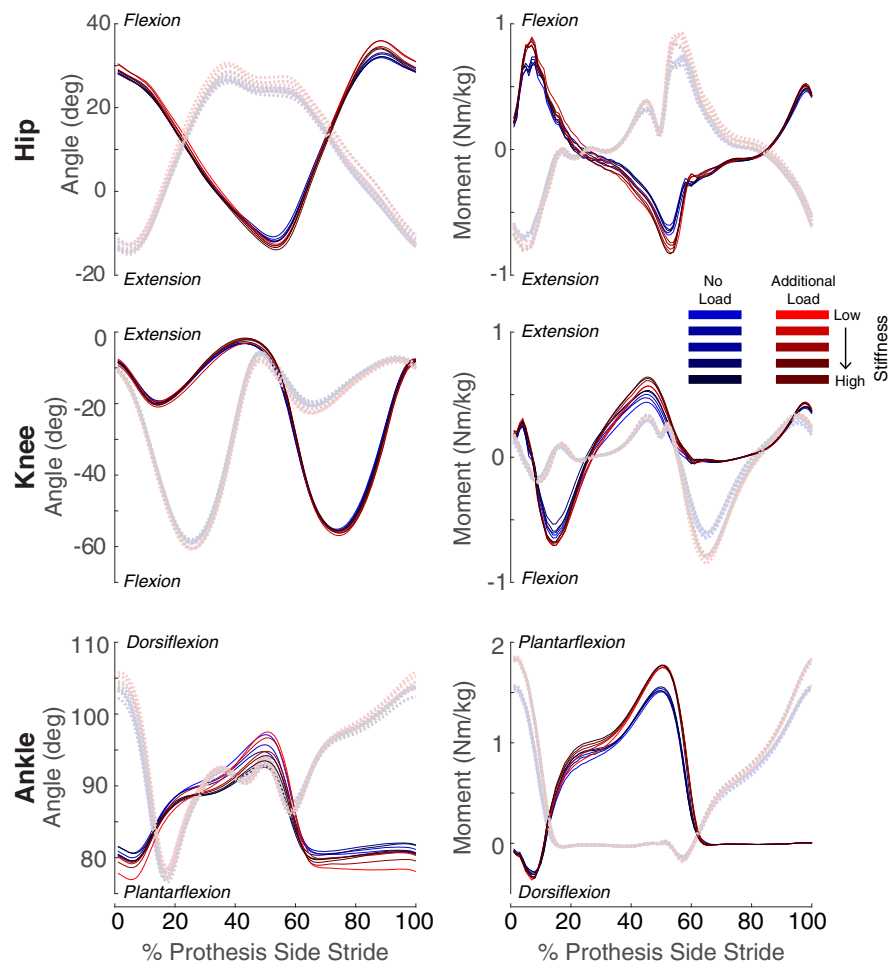 Flexion
Flexion
40
20
0
-20
Hip
Angle (deg)
Extension
1
0
-1
Moment (Nm/kg)
Extension
No
Load
Additional
Load
Low
High
Stiffness
Extension
0
-20
-40
-60
Knee
Angle (deg)
Flexion
Extension
1
0
-1
Moment (Nm/kg)
Flexion
Dorsiflexion
110
100
90
80
Ankle
Angle (deg)
Plantarflexion
0 20 40 60 80 100
% Prothesis Side Stride
Plantarflexion
2
1
0
Moment (Nm/kg)
Dorsiflexion
0 20 40 60 80 100
% Prothesis Side Stride